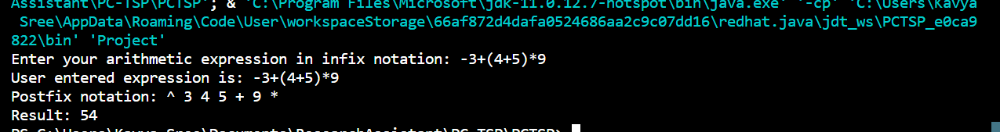 Assistant\PC-TSP\PCTSP'; & 'C:\Program Files\Microsoft\jdk-11.0.12.7-hotspot\bin\java.exe' '-cp' 'C:\Users\Kavya
Sree\AppData\Roaming\Code\User\workspaceStorage\66af872d4dafa0524686aa2c9c07dd16\redhat.java\jdt_ws\PCTSP_e0ca9
822\bin' 'Project'
Enter your arithmetic expression in infix notation: -3+(4+5)*9
User entered expression is: -3+(4+5)*9
Postfix notation: ^ 3 4 5 + 9 *
Result: 54
PS C:\Users\Kavya Sree\Documents\ResearchAssistant\PC-TSP\PCTSP>